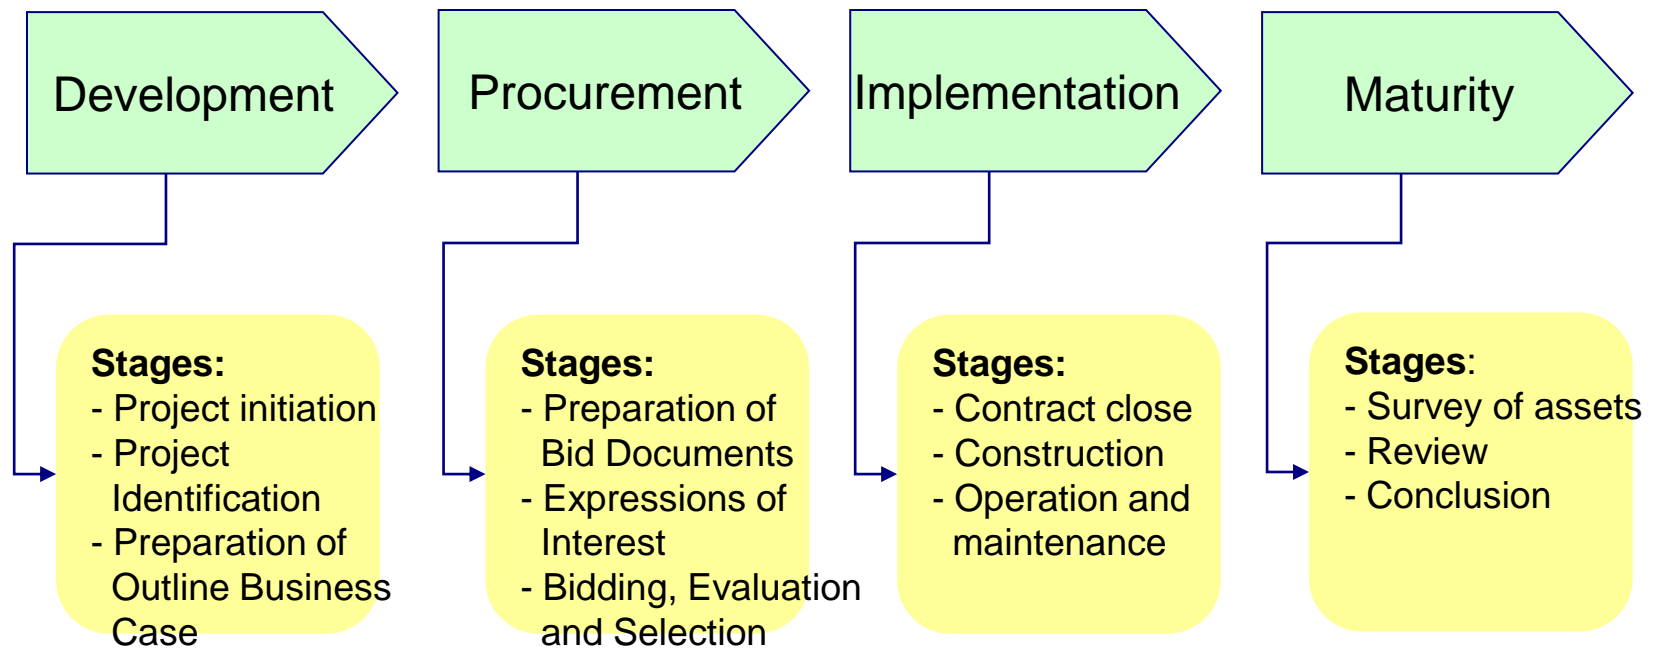 Development
Procurement
Implementation
Maturity
Stages:
- Project initiation
- Project
Identification
- Preparation of
Outline Business
Case
Stages:
- Preparation of
Bid Documents
- Expressions of
Interest
- Bidding, Evaluation
and Selection
Stages:
- Contract close
- Construction
- Operation and
maintenance
Stages:
- Survey of assets
- Review
- Conclusion